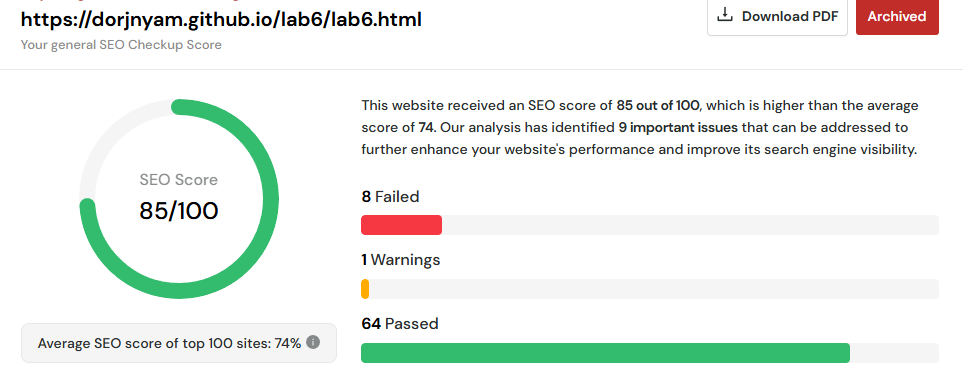 https://dorjnyam.github.io/lab6/lab6.html
Download PDF
Archived
Your general SEO Checkup Score
SEO Score
85/100
Average SEO score of top 100 sites: 74%
This website received an SEO score of 85 out of 100, which is higher than the average
score of 74. Our analysis has identified 9 important issues that can be addressed to
further enhance your website's performance and improve its search engine visibility.
8 Failed
1 Warnings
64 Passed